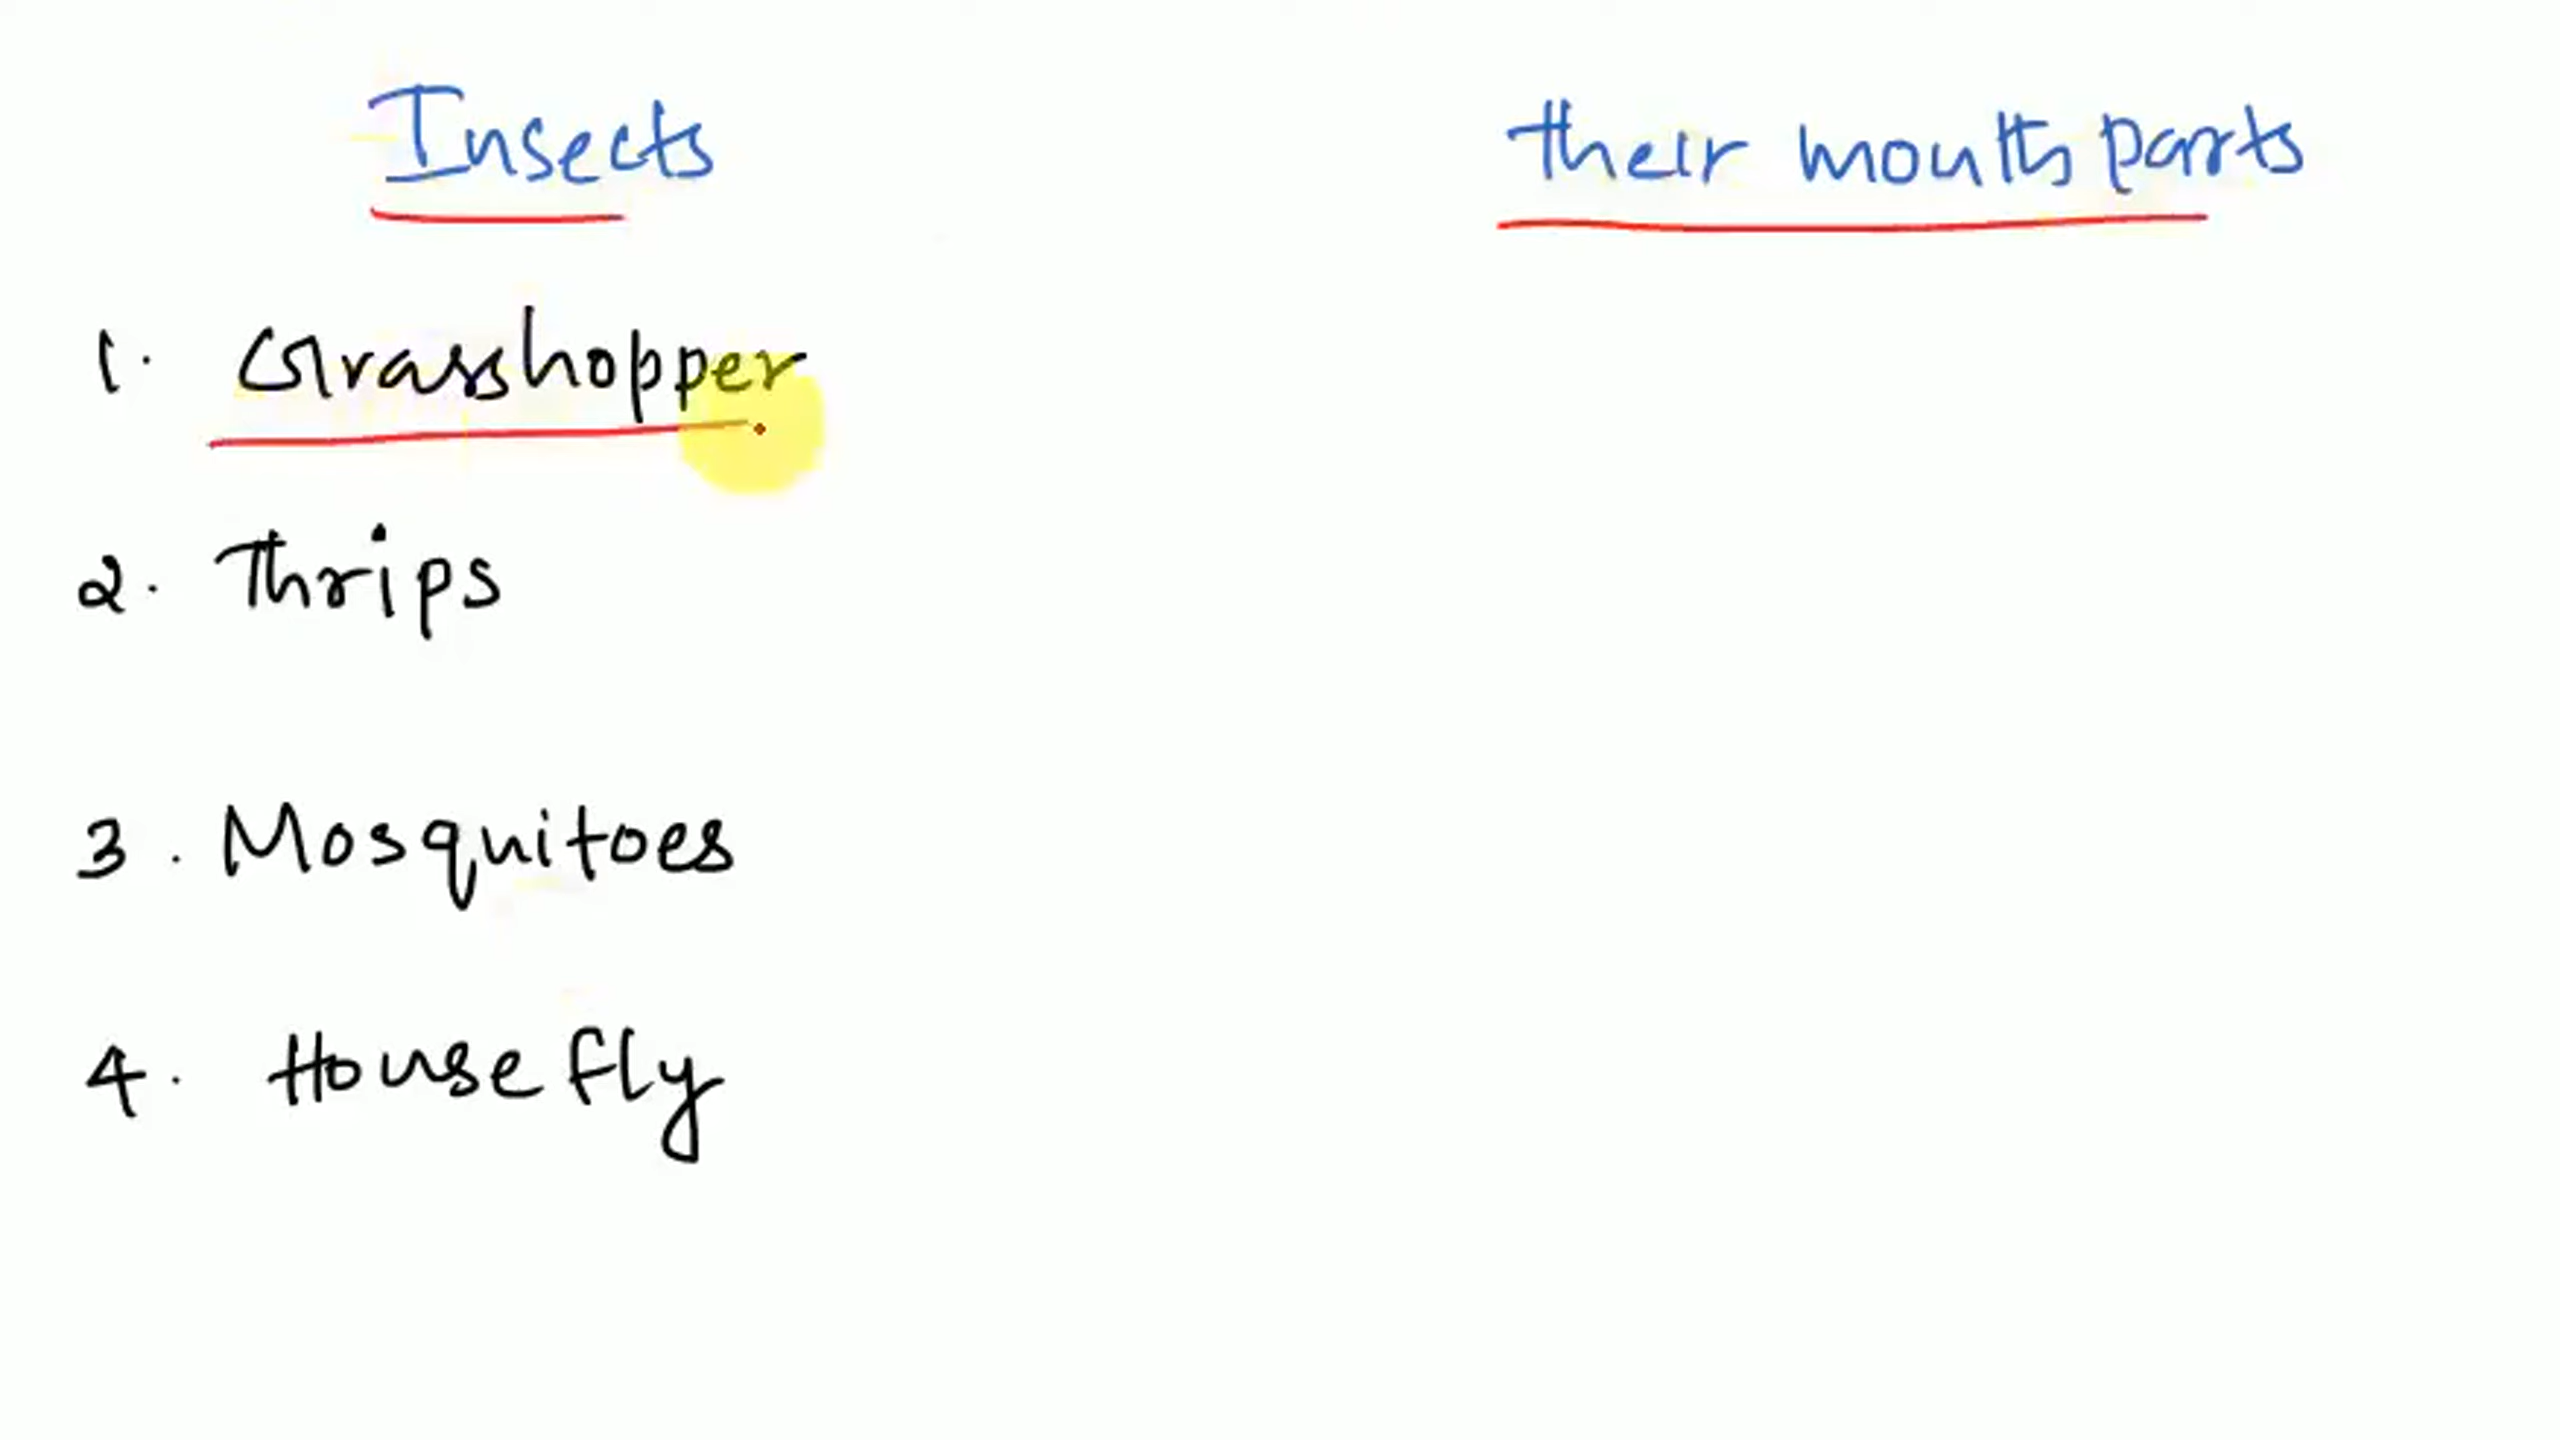 Insects
their mouth parts
1. Grasshopper
2. Thrips
3. Mosquitoes
4. House fly